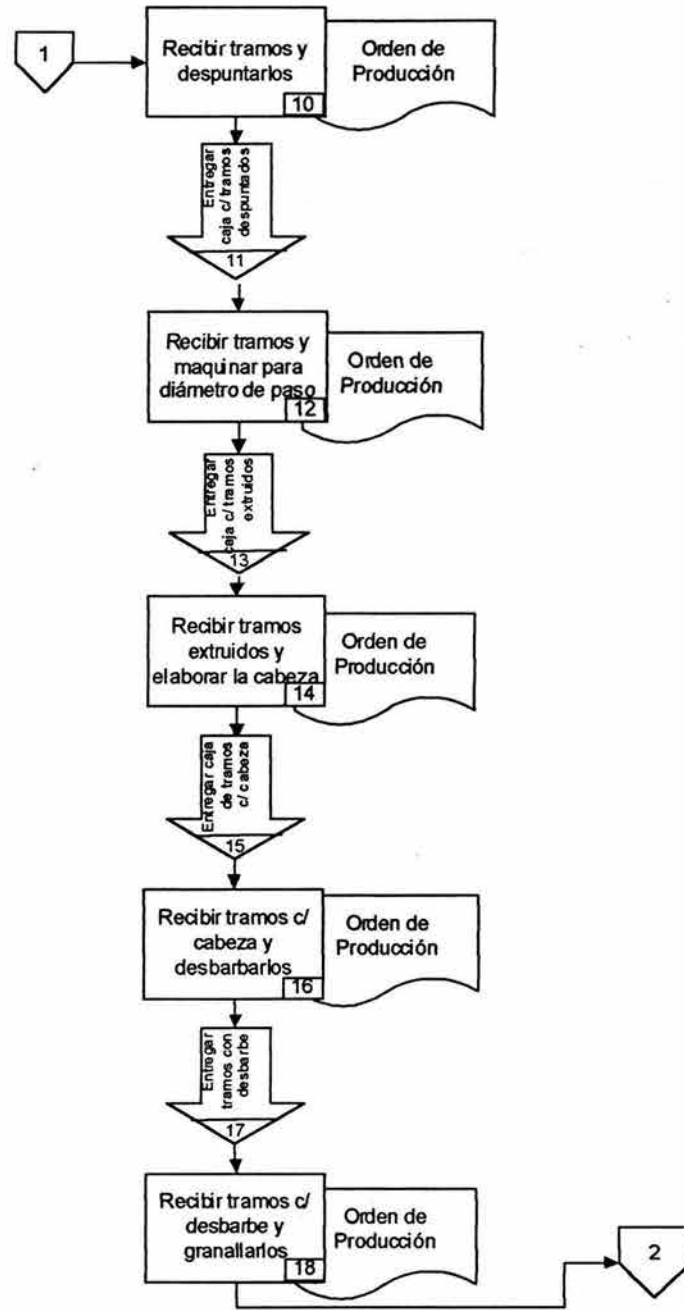 1
Recibir tramos y
despuntarlos
10
Orden de
Producción
Entregar
caja c/ tramos
despuntados
11
Recibir tramos y
maquinar para
diámetro de paso
12
Orden de
Producción
Entregar
caja c/ tramos
extruidos
13
Recibir tramos
extruidos y
elaborar la cabeza
14
Orden de
Producción
Entregar caja
de tramos
c/ cabeza
15
Recibir tramos c/
cabeza y
desbarbarlos
16
Orden de
Producción
Entregar
tramos con
desbarbe
17
Recibir tramos c/
desbarbe y
granallarlos
18
Orden de
Producción
2